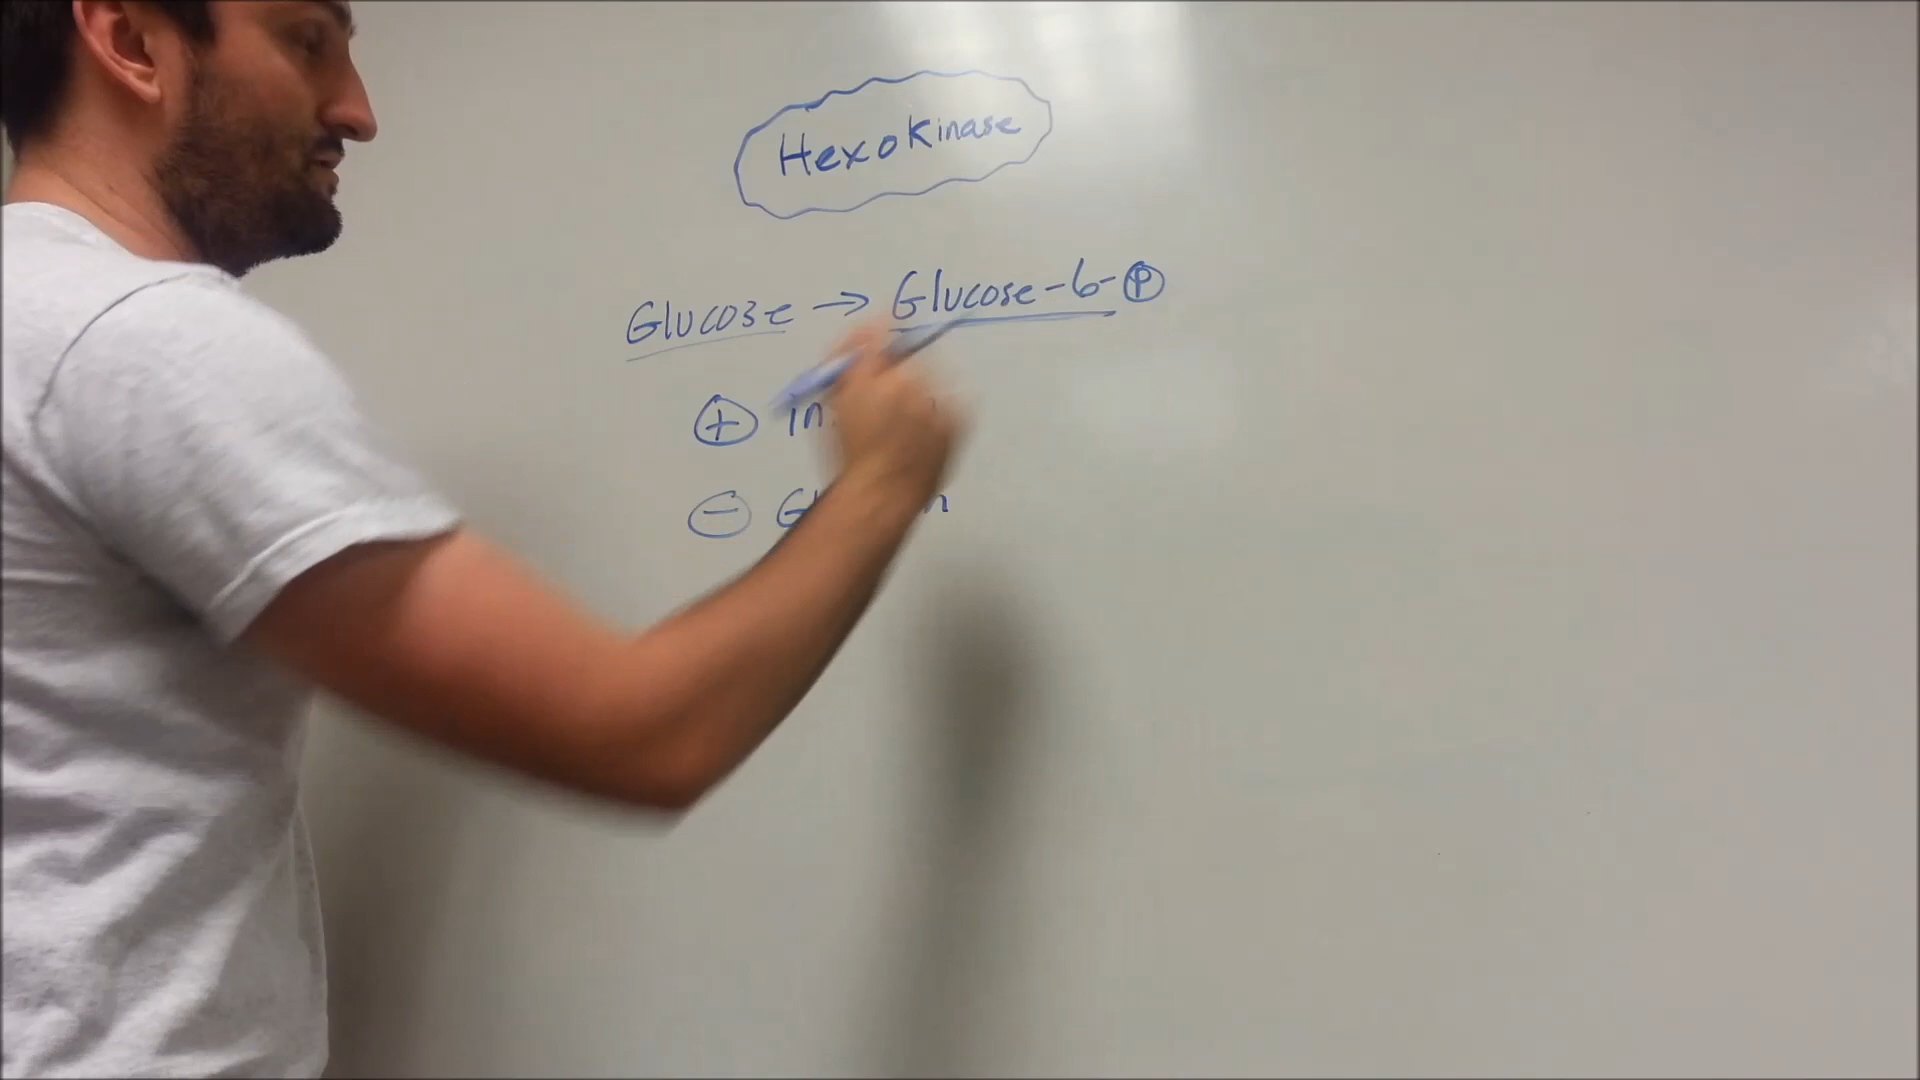 Hexokinase
Glucose → Glucose-6-Ⓟ
⊕ in
⊖ G